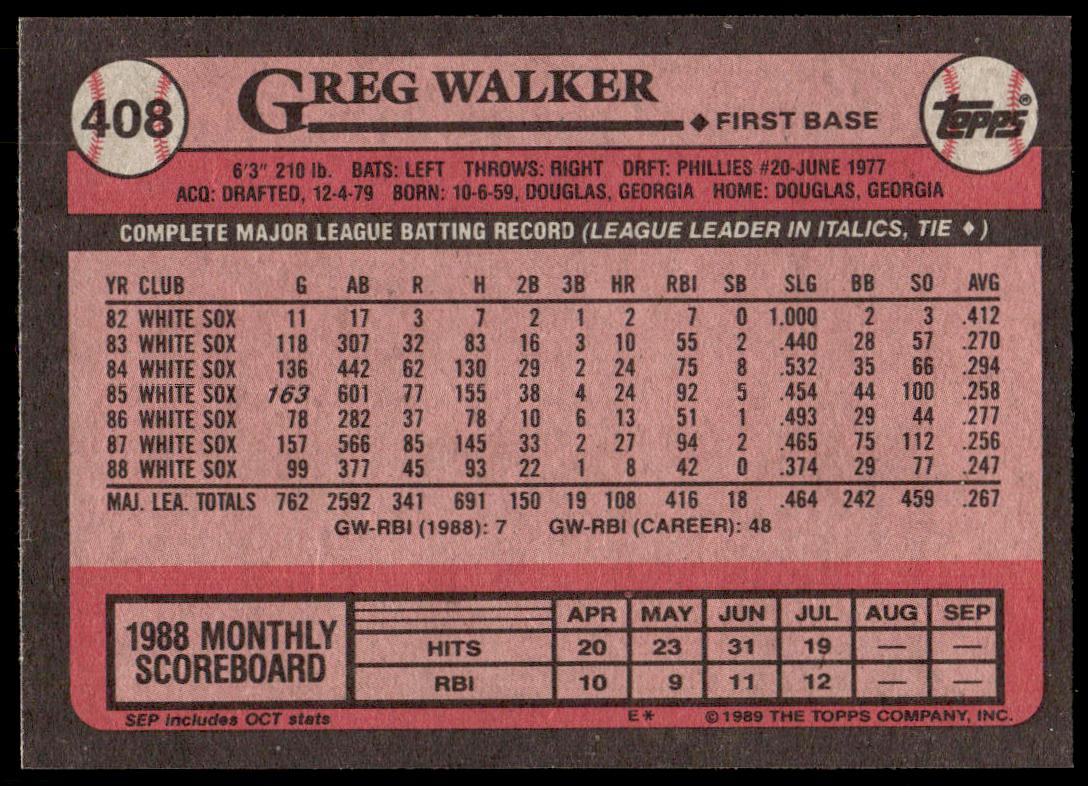 408
GREG WALKER
◆ FIRST BASE
Topps®
6'3" 210 lb. BATS: LEFT THROWS: RIGHT DRFT: PHILLIES #20-JUNE 1977
ACQ: DRAFTED, 12-4-79 BORN: 10-6-59, DOUGLAS, GEORGIA HOME: DOUGLAS, GEORGIA
COMPLETE MAJOR LEAGUE BATTING RECORD (LEAGUE LEADER IN ITALICS, TIE ♦)
YR CLUB G AB R H 2B 3B HR RBI SB SLG BB SO AVG
82 WHITE SOX 11 17 3 7 2 1 2 7 0 1.000 2 3 .412
83 WHITE SOX 118 307 32 83 16 3 10 55 2 .440 28 57 .270
84 WHITE SOX 136 442 62 130 29 2 24 75 8 .532 35 66 .294
85 WHITE SOX 163 601 77 155 38 4 24 92 5 .454 44 100 .258
86 WHITE SOX 78 282 37 78 10 6 13 51 1 .493 29 44 .277
87 WHITE SOX 157 566 85 145 33 2 27 94 2 .465 75 112 .256
88 WHITE SOX 99 377 45 93 22 1 8 42 0 .374 29 77 .247
MAJ. LEA. TOTALS 762 2592 341 691 150 19 108 416 18 .464 242 459 .267
GW-RBI (1988): 7 GW-RBI (CAREER): 48
1988 MONTHLY
SCOREBOARD
APR MAY JUN JUL AUG SEP
HITS 20 23 31 19 — —
RBI 10 9 11 12 — —
SEP includes OCT stats
E* ©1989 THE TOPPS COMPANY, INC.